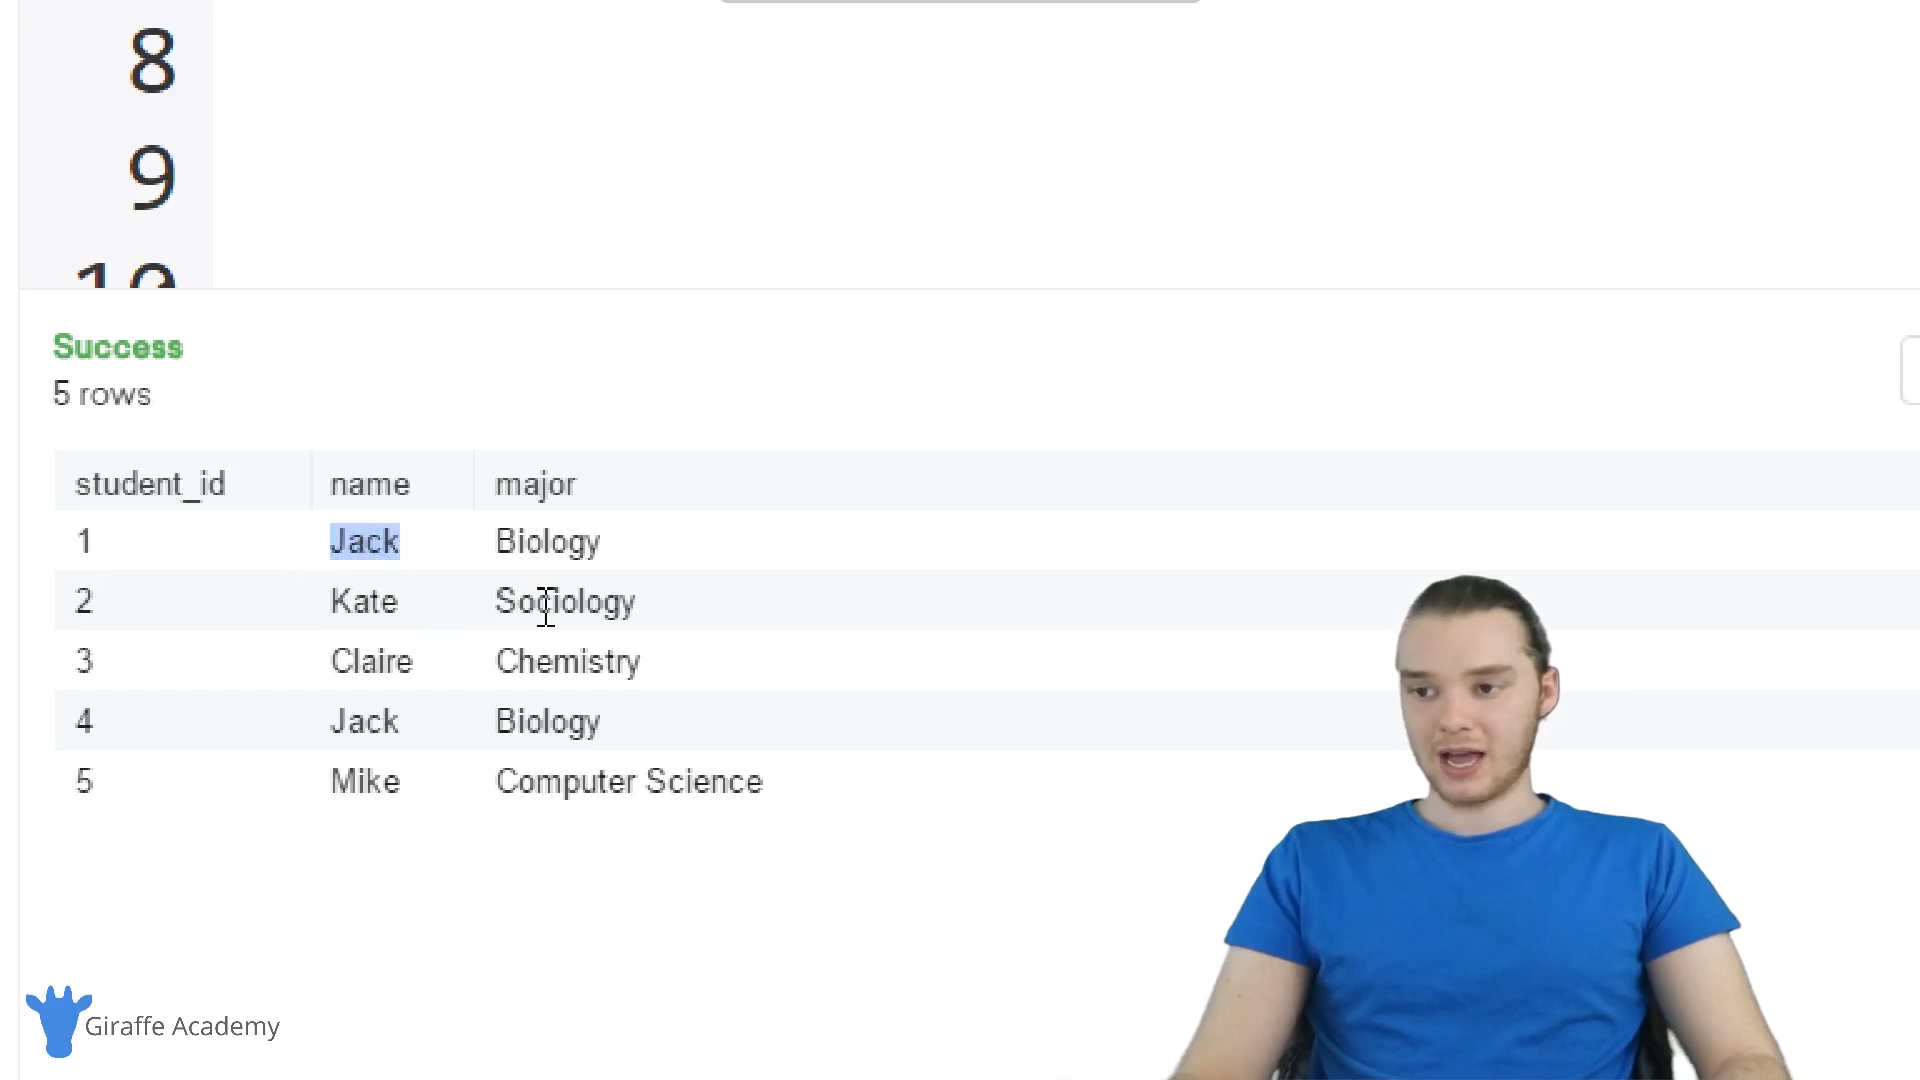 8
9
10
Success
5 rows
student_id name major
1 Jack Biology
2 Kate Sociology
3 Claire Chemistry
4 Jack Biology
5 Mike Computer Science
Giraffe Academy